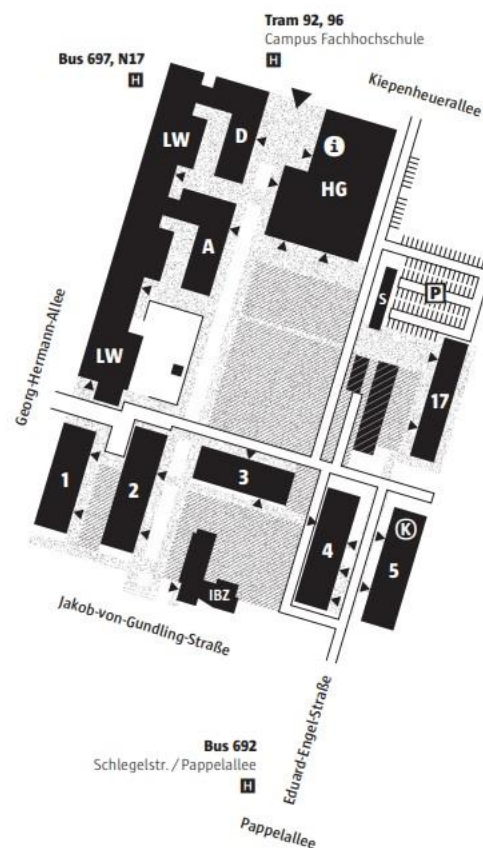 Tram 92, 96
Campus Fachhochschule
H
Bus 697, N17
H
Kiepenheuerallee
LW
D
i
HG
A
S
P
Georg-Hermann-Allee
LW
17
1
2
3
4
K
5
IBZ
Jakob-von-Gundling-Straße
Eduard-Engel-Straße
Bus 692
Schlegelstr. / Pappelallee
H
Pappelallee